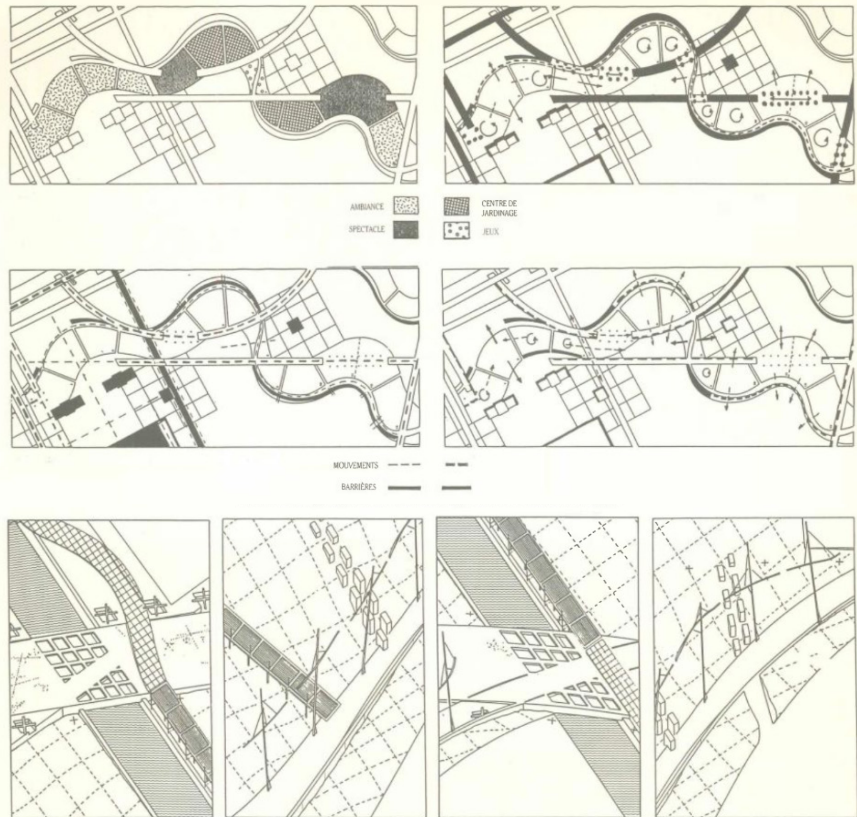 AMBIANCE
CENTRE DE
JARDINAGE
SPECTACLE
JEUX
MOUVEMENTS
BARRIÈRES